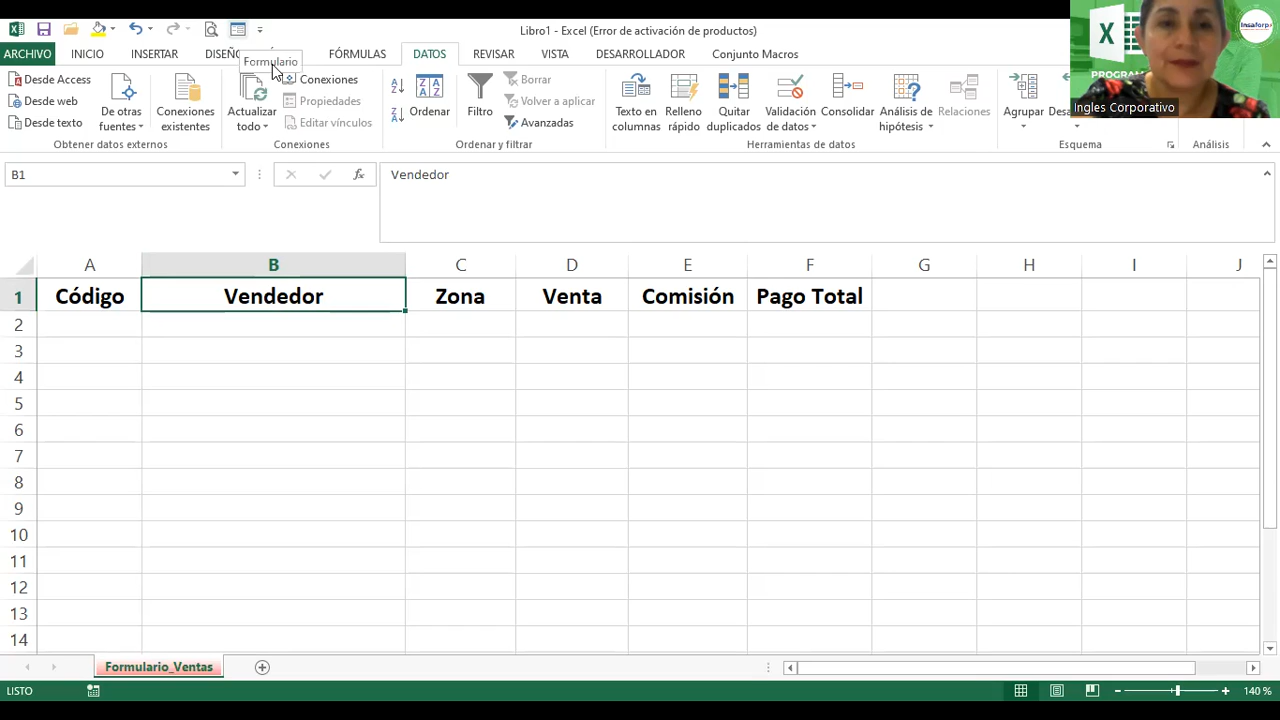 Libro1 - Excel (Error de activación de productos)
ARCHIVO INICIO INSERTAR DISEÑO FÓRMULAS DATOS REVISAR VISTA DESARROLLADOR Conjunto Macros
Formulario
Desde Access
Desde web
Desde texto
De otras
fuentes
Conexiones
existentes
Obtener datos externos
Actualizar
todo
Conexiones
Propiedades
Editar vínculos
Conexiones
Ordenar
Filtro
Borrar
Volver a aplicar
Avanzadas
Ordenar y filtrar
Texto en
columnas
Relleno
rápido
Quitar
duplicados
Validación
de datos
Consolidar
Análisis de
hipótesis
Relaciones
Herramientas de datos
Agrupar
Esquema
Análisis
Insaforp
Ingles Corporativo
B1
fx
Vendedor
A B C D E F G H I J
1 Código Vendedor Zona Venta Comisión Pago Total
2
3
4
5
6
7
8
9
10
11
12
13
14
Formulario_Ventas
LISTO
140 %